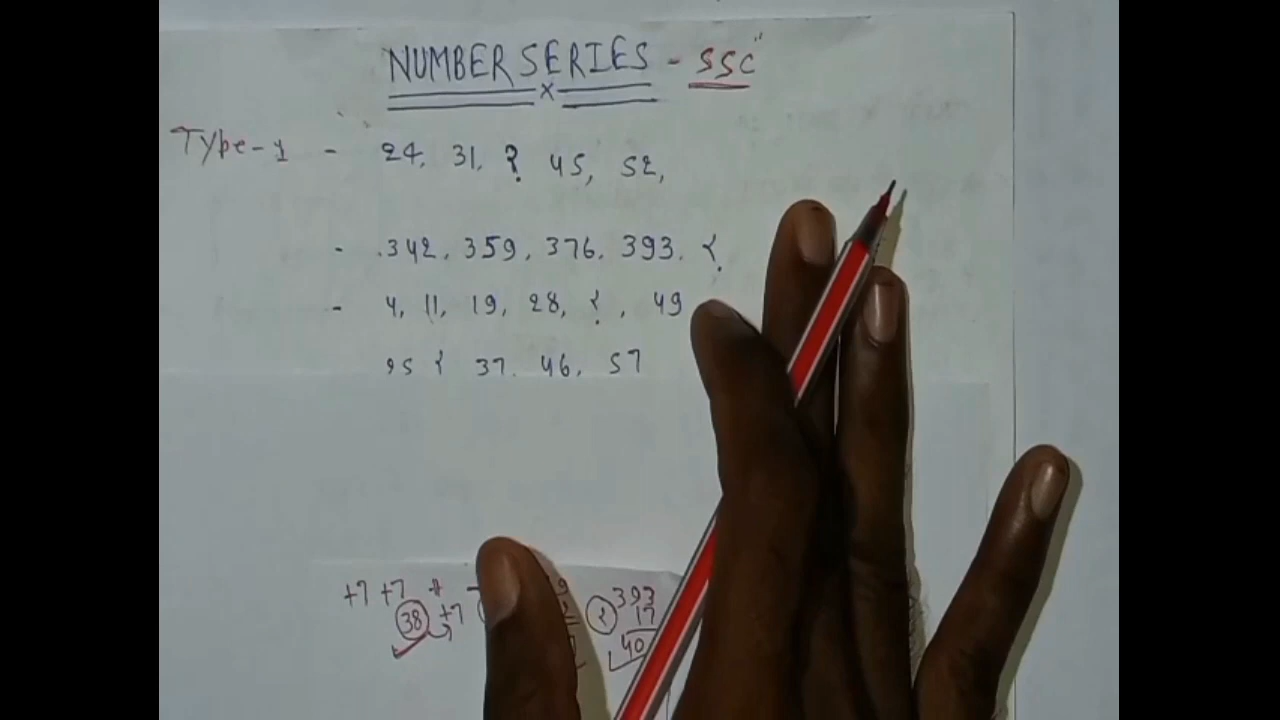 NUMBER SERIES - SSC"
x
Type-1 - 24, 31, ? 45, 52,
- 342, 359, 376, 393, ?
- 4, 11, 19, 28, ?, 49
25 ? 37. 46, 57
+7 +7
393
38 +7 ? 17
40